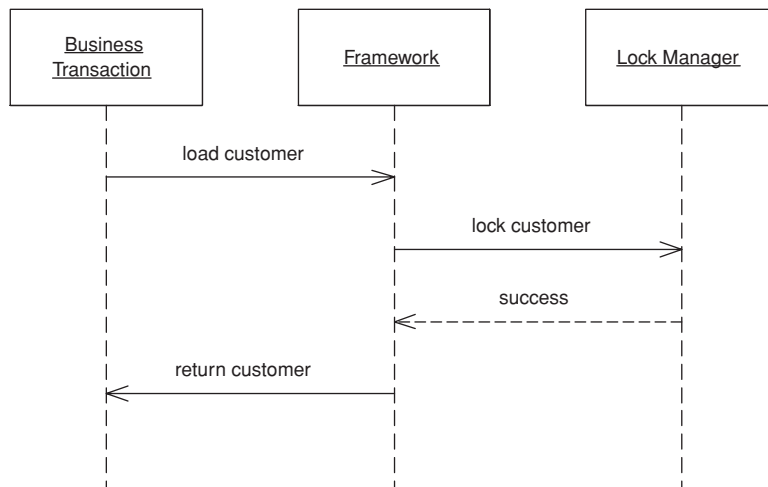 Business
Transaction
Framework
Lock Manager
load customer
lock customer
success
return customer